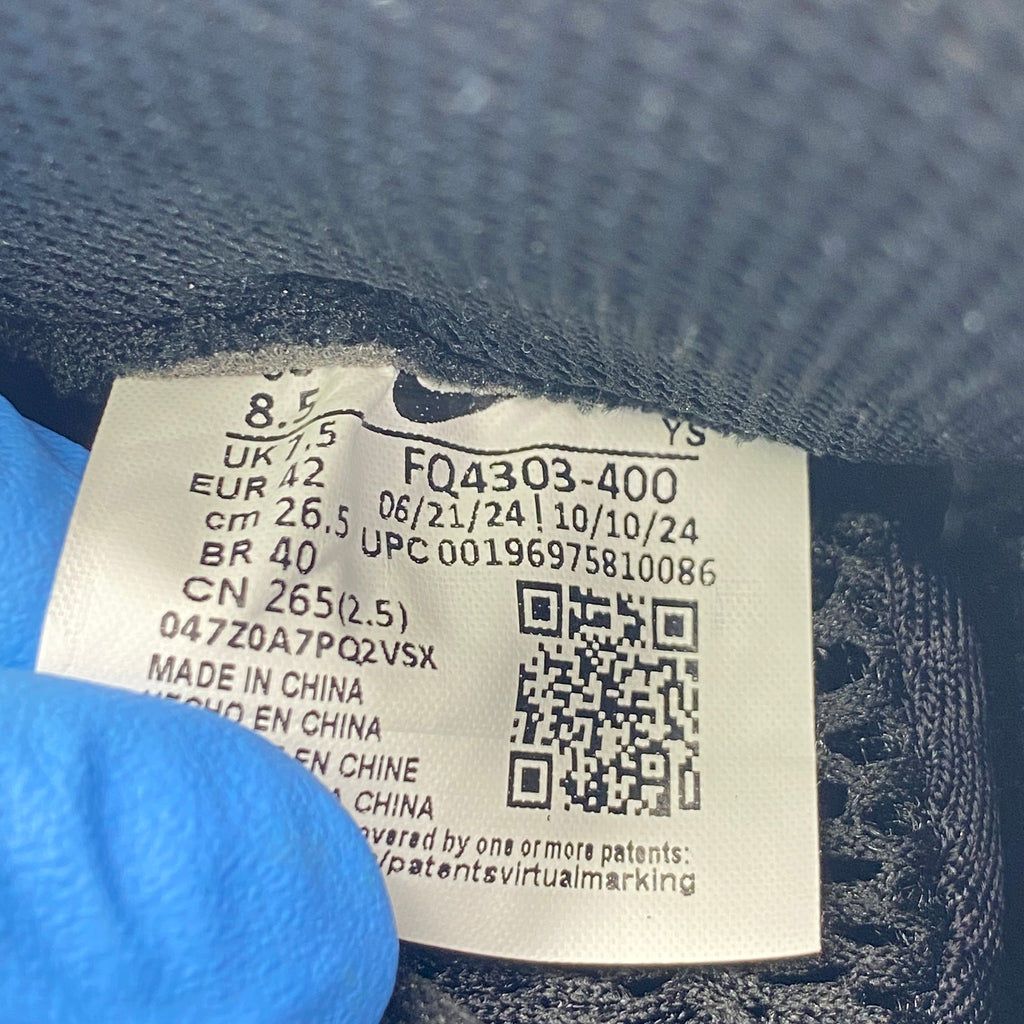 8.5 YS
UK 7.5 FQ4303-400
EUR 42 06/21/24 ! 10/10/24
cm 26.5 UPC 00196975810086
BR 40
CN 265(2.5)
047Z0A7PQ2VSX
MADE IN CHINA
EN CHINA
EN CHINE
CHINA
by one or more patents:
/patentsvirtualmarking